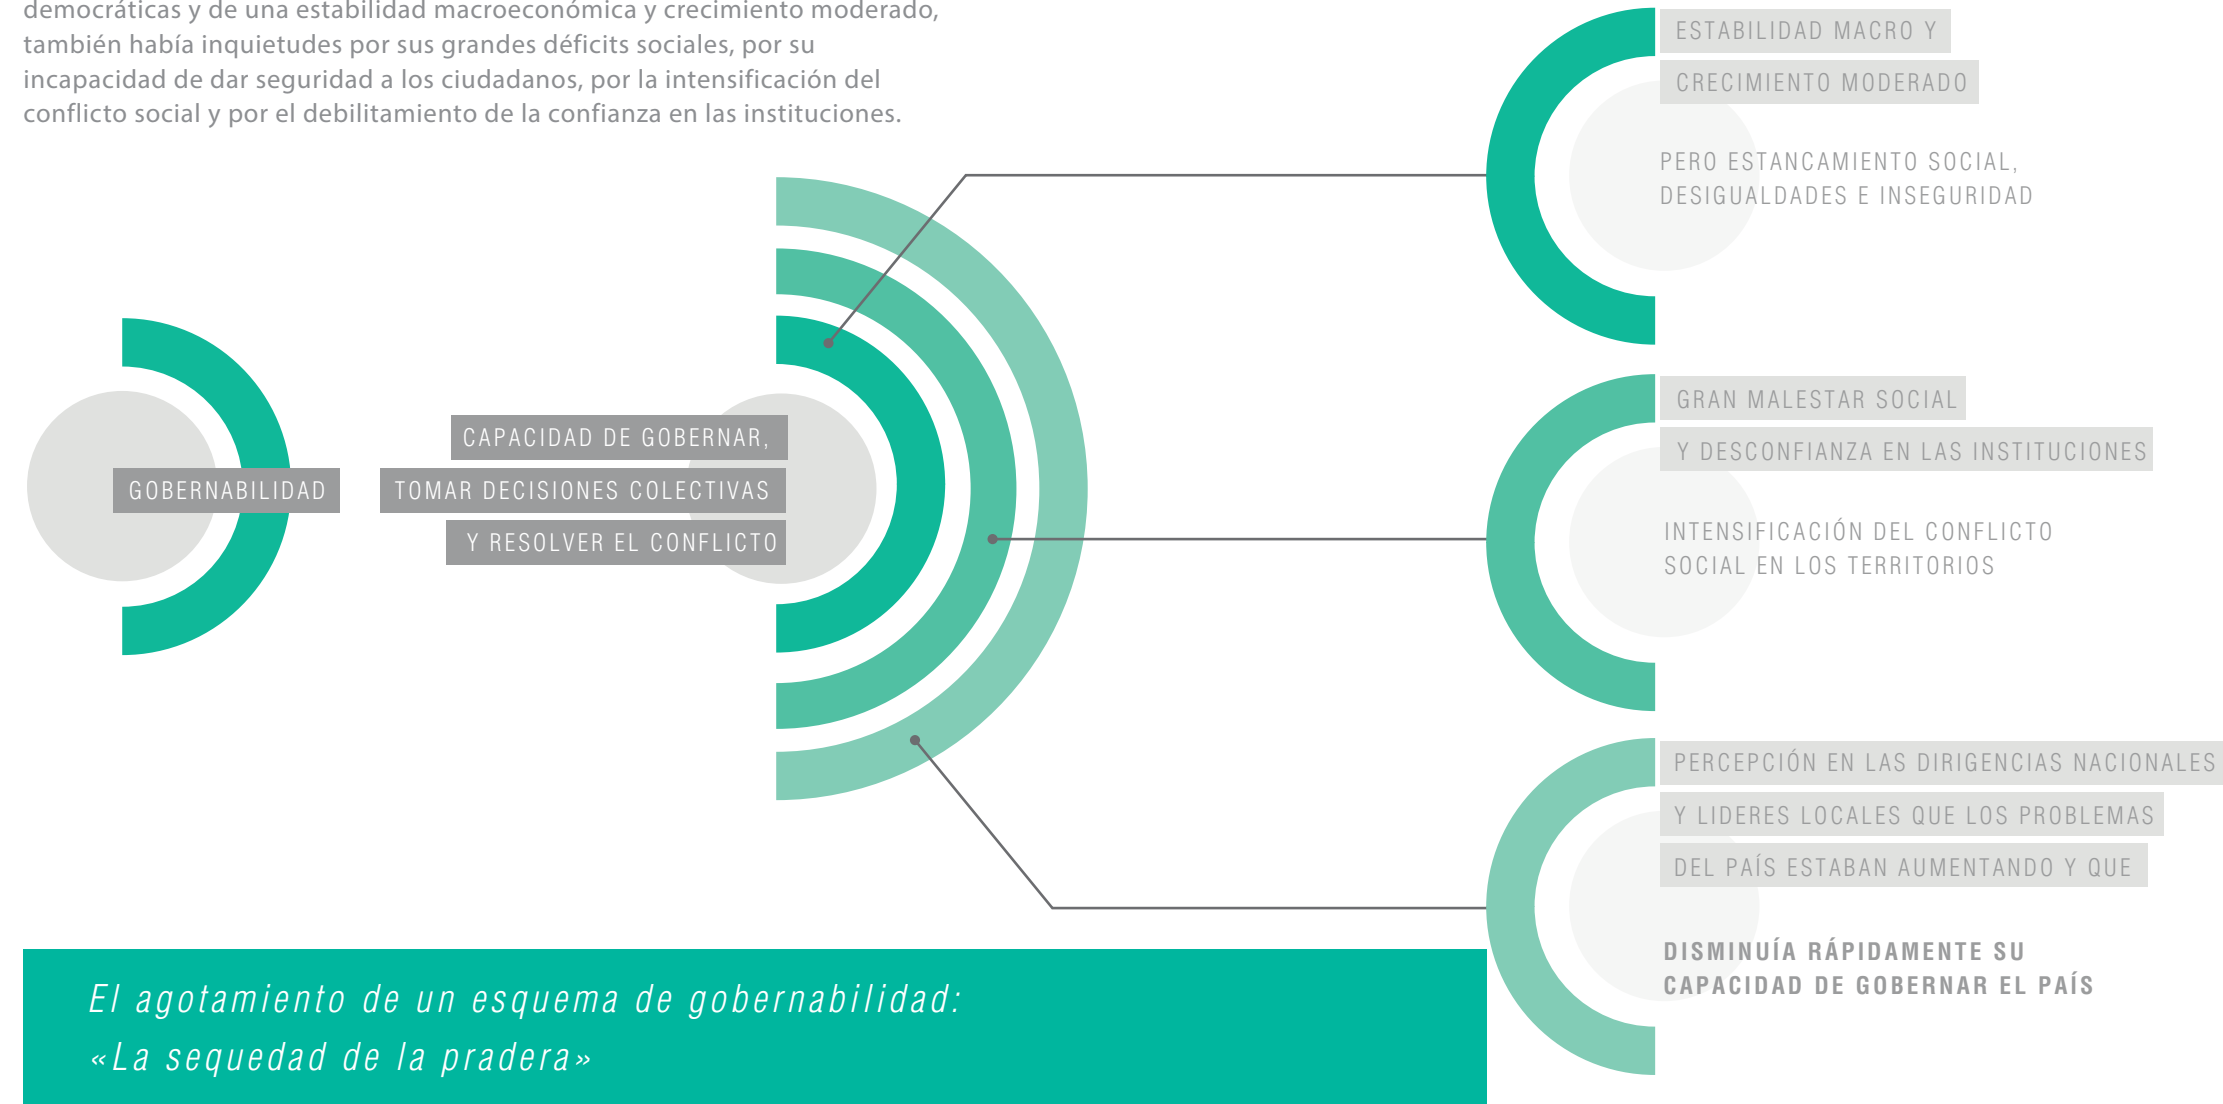 democráticas y de una estabilidad macroeconómica y crecimiento moderado,
también había inquietudes por sus grandes déficits sociales, por su
incapacidad de dar seguridad a los ciudadanos, por la intensificación del
conflicto social y por el debilitamiento de la confianza en las instituciones.
GOBERNABILIDAD
CAPACIDAD DE GOBERNAR,
TOMAR DECISIONES COLECTIVAS
Y RESOLVER EL CONFLICTO
ESTABILIDAD MACRO Y
CRECIMIENTO MODERADO
PERO ESTANCAMIENTO SOCIAL,
DESIGUALDADES E INSEGURIDAD
GRAN MALESTAR SOCIAL
Y DESCONFIANZA EN LAS INSTITUCIONES
INTENSIFICACIÓN DEL CONFLICTO
SOCIAL EN LOS TERRITORIOS
PERCEPCIÓN EN LAS DIRIGENCIAS NACIONALES
Y LIDERES LOCALES QUE LOS PROBLEMAS
DEL PAÍS ESTABAN AUMENTANDO Y QUE
DISMINUÍA RÁPIDAMENTE SU
CAPACIDAD DE GOBERNAR EL PAÍS
El agotamiento de un esquema de gobernabilidad:
«La sequedad de la pradera»